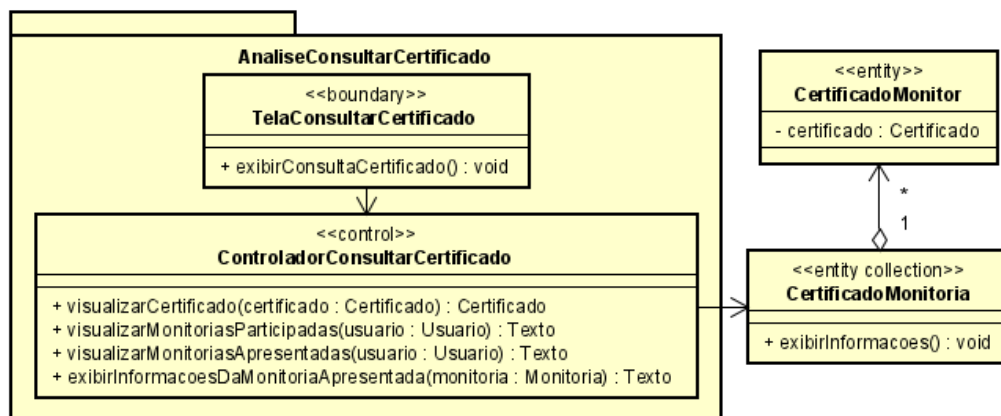 AnaliseConsultarCertificado
<<boundary>>
TelaConsultarCertificado
+ exibirConsultaCertificado() : void
<<control>>
ControladorConsultarCertificado
+ visualizarCertificado(certificado : Certificado) : Certificado
+ visualizarMonitoriasParticipadas(usuario : Usuario) : Texto
+ visualizarMonitoriasApresentadas(usuario : Usuario) : Texto
+ exibirInformacoesDaMonitoriaApresentada(monitoria : Monitoria) : Texto
<<entity>>
CertificadoMonitor
- certificado : Certificado
*
1
<<entity collection>>
CertificadoMonitoria
+ exibirInformacoes() : void